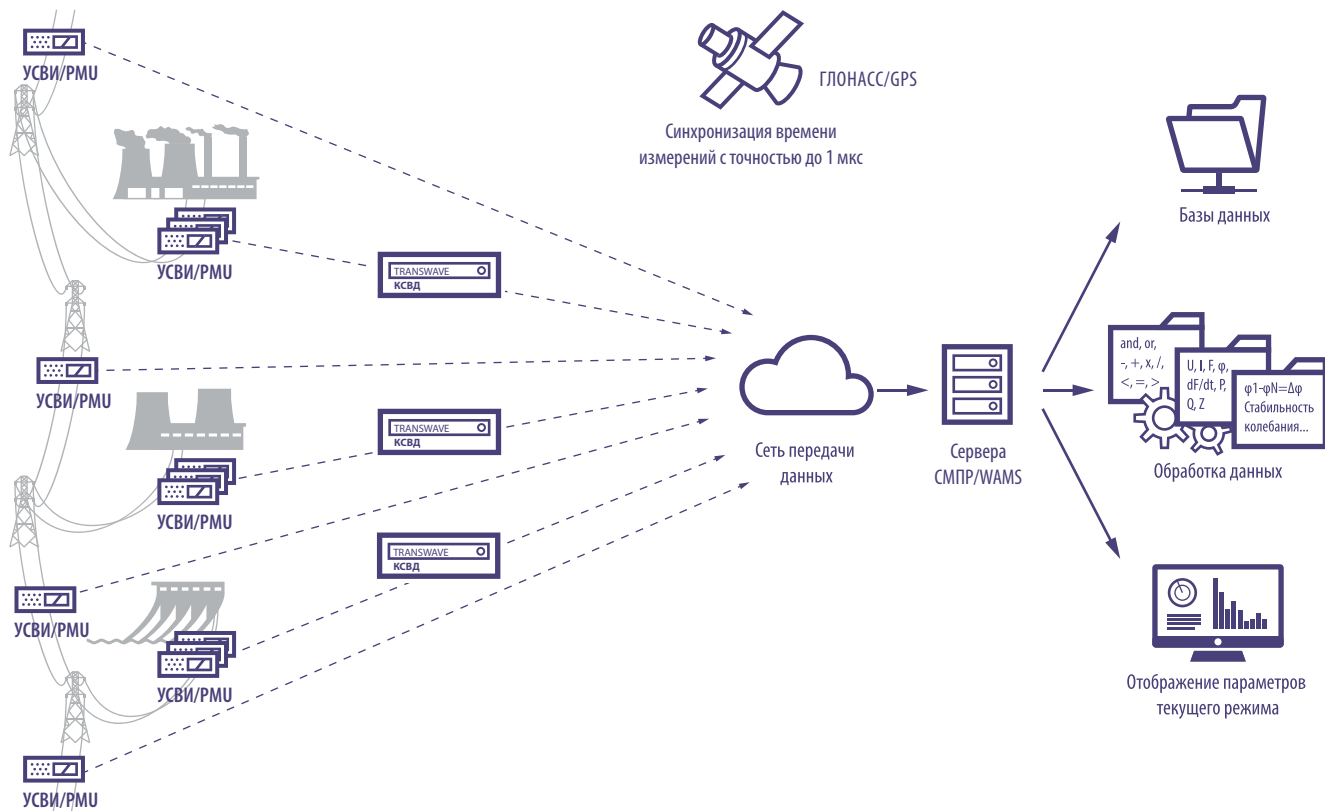 УСВИ/PMU
ГЛОНАСС/GPS
Синхронизация времени
измерений с точностью до 1 мкс
УСВИ/PMU
TRANSWAVE
КСВД
УСВИ/PMU
TRANSWAVE
КСВД
УСВИ/PMU
TRANSWAVE
КСВД
УСВИ/PMU
УСВИ/PMU
УСВИ/PMU
Сеть передачи
данных
Сервера
СМПР/WAMS
Базы данных
and, or,
-, +, x, /,
<, =, >
U, I, F, φ,
dF/dt, P,
Q, Z
φ1-φN=Δφ
Стабильность
колебания...
Обработка данных
Отображение параметров
текущего режима